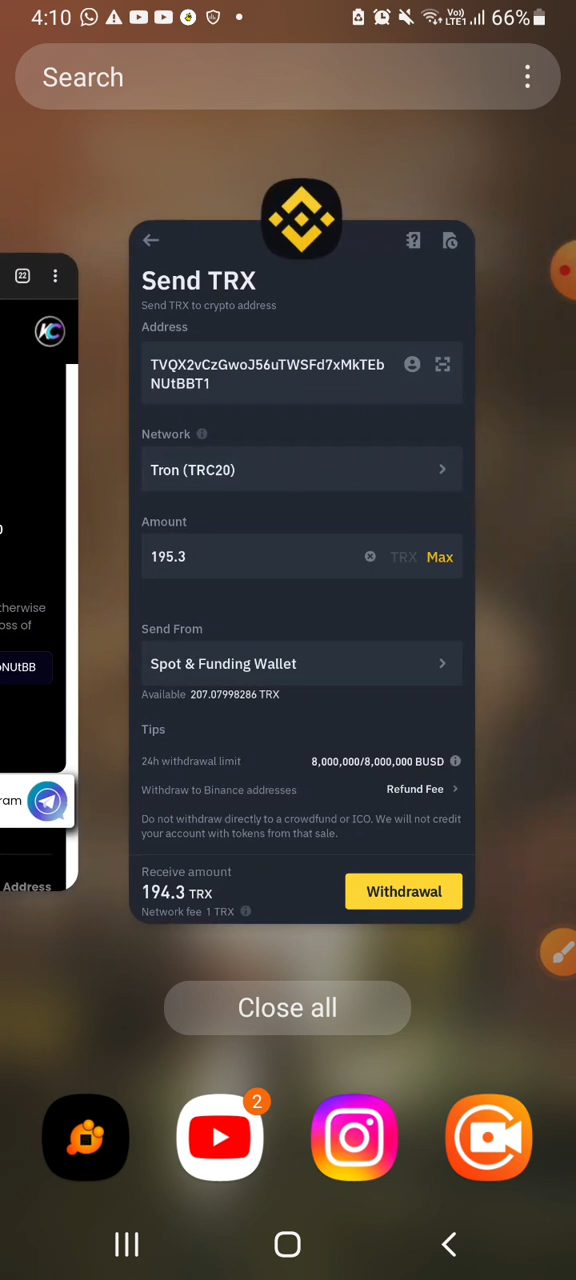 4:10
Vo))
LTE1
66%
Search
22
KC
Send TRX
Send TRX to crypto address
Address
TVQX2vCzGwoJ56uTWSFd7xMkTEb
NUtBBT1
Network
Tron (TRC20)
Amount
195.3
TRX Max
therwise
oss of
NUtBB
Send From
Spot & Funding Wallet
Available 207.07998286 TRX
Tips
24h withdrawal limit 8,000,000/8,000,000 BUSD
Withdraw to Binance addresses Refund Fee
ram
Do not withdraw directly to a crowdfund or ICO. We will not credit
your account with tokens from that sale.
Address
Receive amount
194.3 TRX
Network fee 1 TRX
Withdrawal
Close all
2